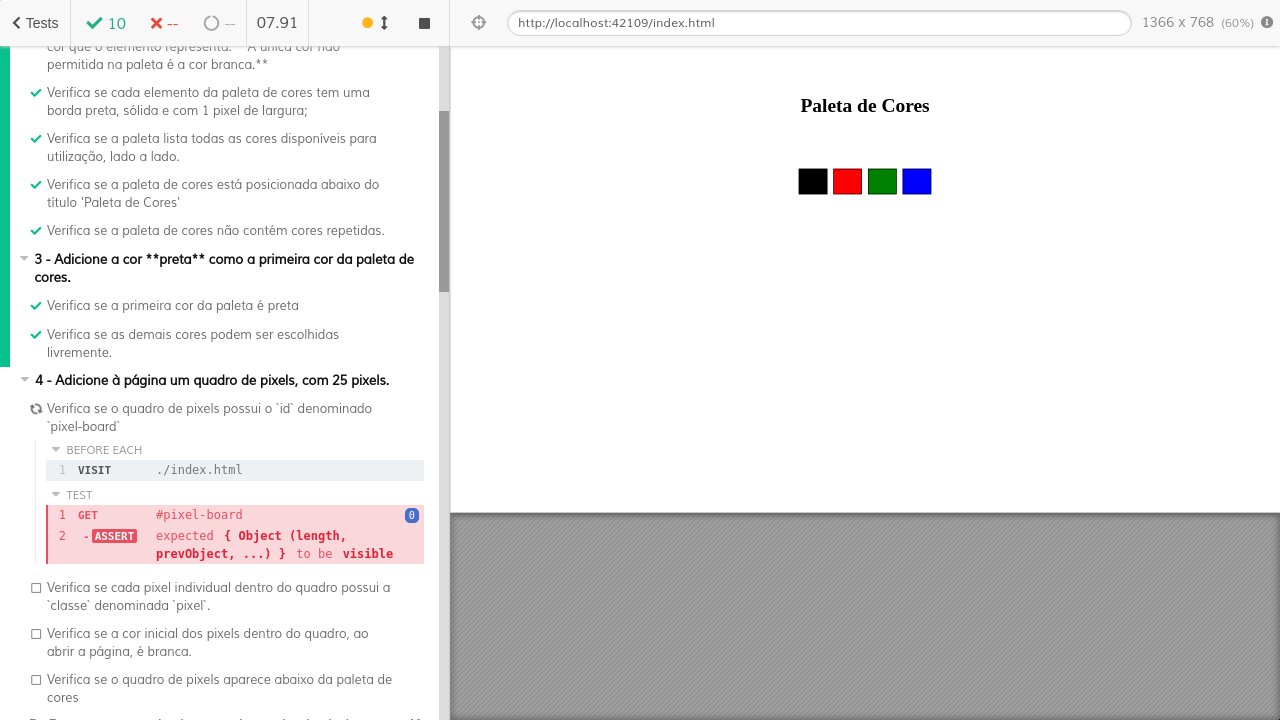 Tests
10
--
--
07.91
http://localhost:42109/index.html
1366 x 768 (60%)
cor que o elemento representa. **A única cor não
permitida na paleta é a cor branca.**
Verifica se cada elemento da paleta de cores tem uma
borda preta, sólida e com 1 pixel de largura;
Verifica se a paleta lista todas as cores disponíveis para
utilização, lado a lado.
Verifica se a paleta de cores está posicionada abaixo do
título 'Paleta de Cores'
Verifica se a paleta de cores não contém cores repetidas.
3 - Adicione a cor **preta** como a primeira cor da paleta de
cores.
Verifica se a primeira cor da paleta é preta
Verifica se as demais cores podem ser escolhidas
livremente.
4 - Adicione à página um quadro de pixels, com 25 pixels.
Verifica se o quadro de pixels possui o `id` denominado
`pixel-board`
BEFORE EACH
1 VISIT ./index.html
TEST
1 GET #pixel-board 0
2 -ASSERT expected { Object (length,
prevObject, ...) } to be visible
Verifica se cada pixel individual dentro do quadro possui a
`classe` denominada `pixel`.
Verifica se a cor inicial dos pixels dentro do quadro, ao
abrir a página, é branca.
Verifica se o quadro de pixels aparece abaixo da paleta de
cores
Paleta de Cores